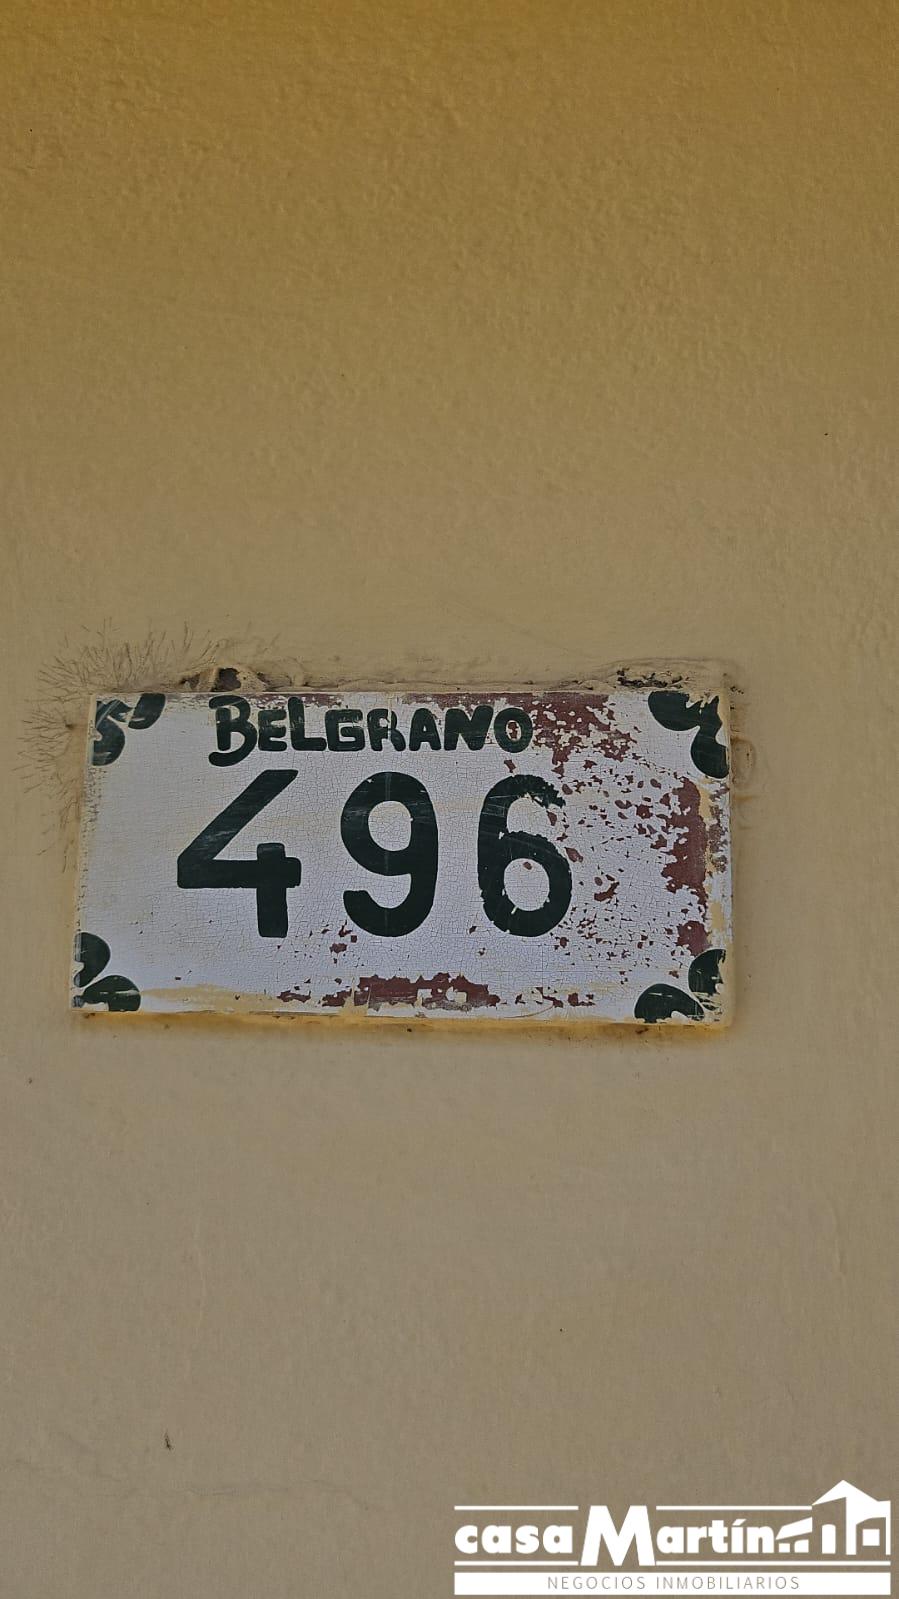 BELGRANO
496
casa Martín
NEGOCIOS INMOBILIARIOS